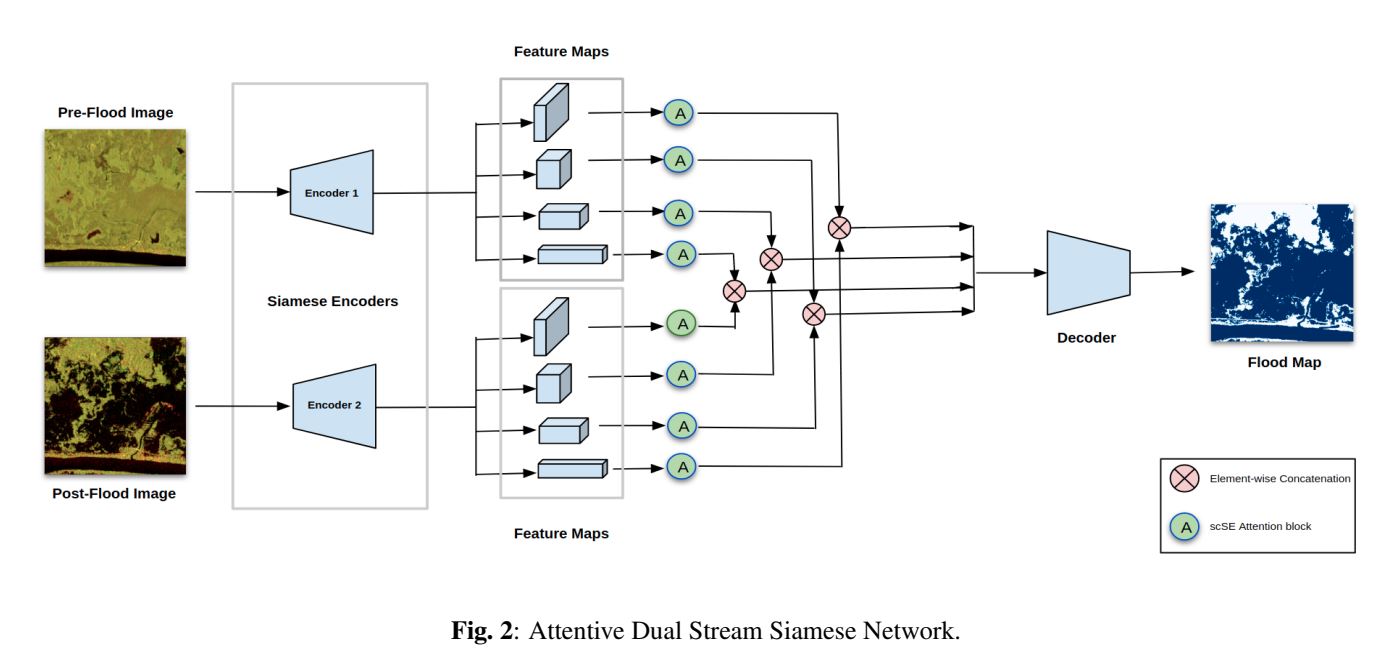 Feature Maps
Pre-Flood Image
A
A
Encoder 1
A
A
Siamese Encoders
A
A
Encoder 2
A
A
Post-Flood Image
Feature Maps
Decoder
Flood Map
Element-wise Concatenation
A scSE Attention block
Fig. 2: Attentive Dual Stream Siamese Network.